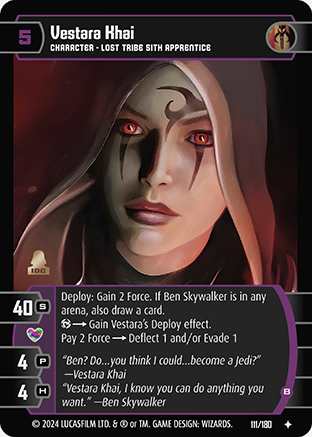 5 Vestara Khai
CHARACTER - LOST TRIBE SITH APPRENTICE
IDC
40 S
Deploy: Gain 2 Force. If Ben Skywalker is in any
arena, also draw a card.
→ Gain Vestara's Deploy effect.
Pay 2 Force → Deflect 1 and/or Evade 1
4 P
“Ben? Do...you think I could...become a Jedi?”
—Vestara Khai
4 H
“Vestara, I know you can do anything you
want.” —Ben Skywalker
B
© 2024 LUCASFILM LTD. & ® OR TM. GAME DESIGN: WIZARDS. 111/180